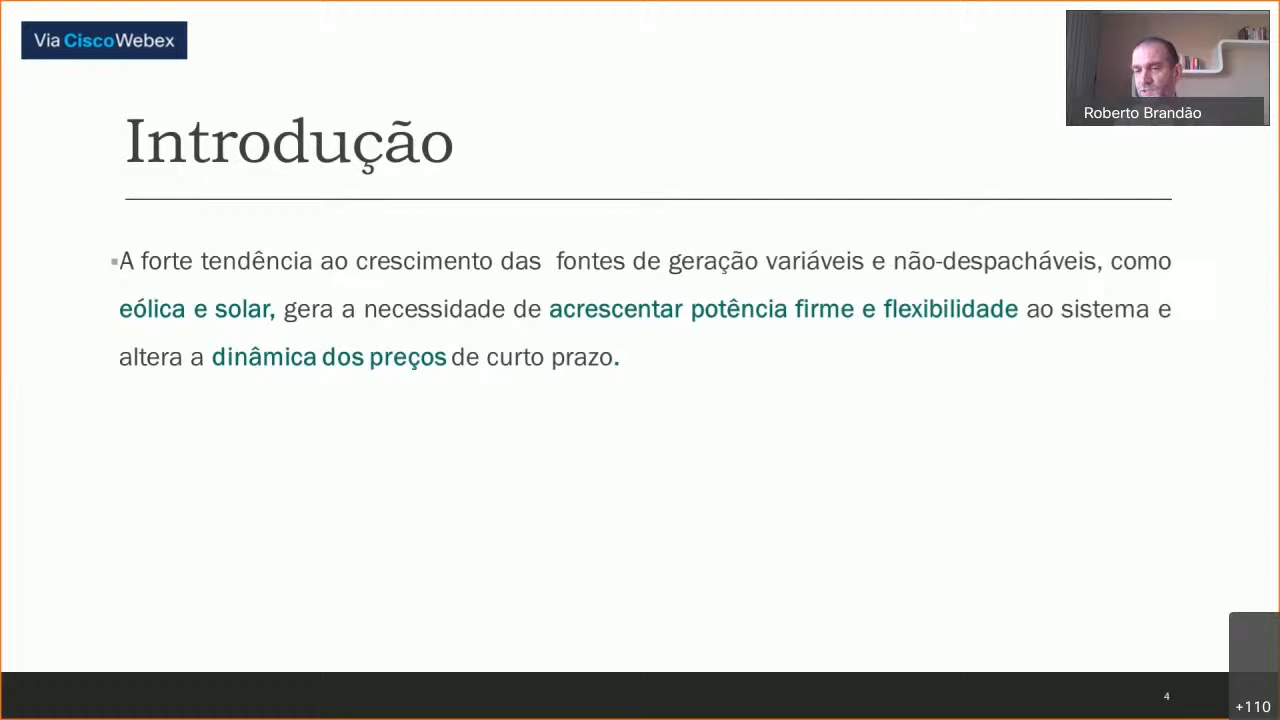 Via CiscoWebex
Roberto Brandão
Introdução
▪A forte tendência ao crescimento das fontes de geração variáveis e não-despacháveis, como
eólica e solar, gera a necessidade de acrescentar potência firme e flexibilidade ao sistema e
altera a dinâmica dos preços de curto prazo.
4
+110